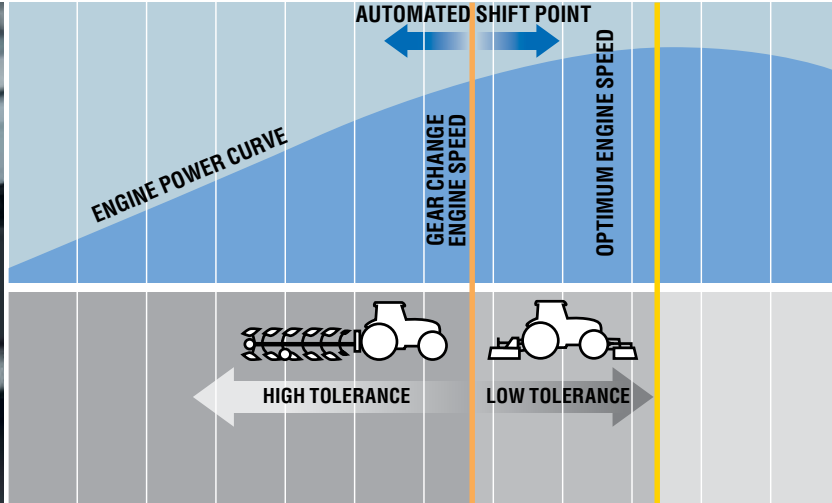 AUTOMATED SHIFT POINT
ENGINE POWER CURVE
GEAR CHANGE
ENGINE SPEED
OPTIMUM ENGINE SPEED
HIGH TOLERANCE
LOW TOLERANCE